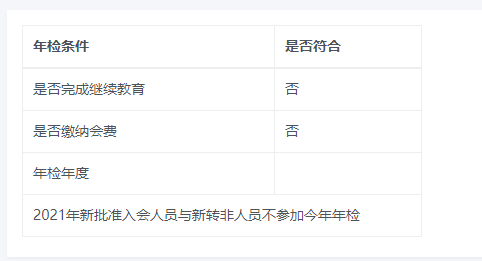 年检条件 是否符合
是否完成继续教育 否
是否缴纳会费 否
年检年度
2021年新批准入会人员与新转非人员不参加今年年检